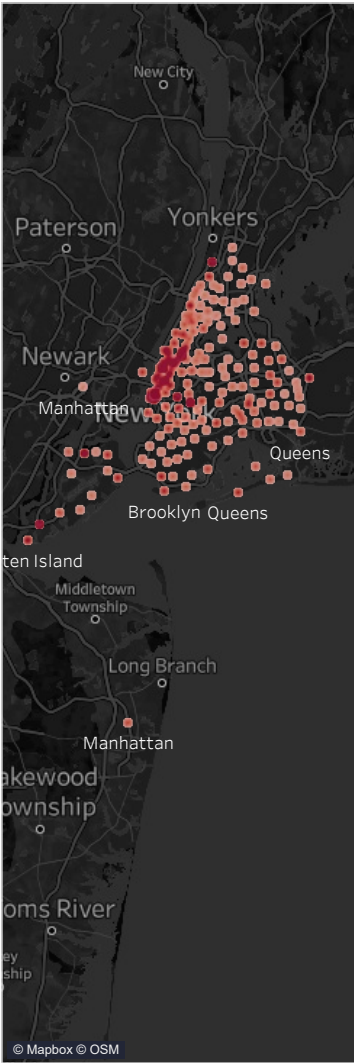 New City
Yonkers
Paterson
Newark
Manhattan
New
rk
Queens
Brooklyn
Queens
ten Island
Middletown
Township
Long Branch
Manhattan
akewood
ownship
oms River
ey
ship
© Mapbox © OSM